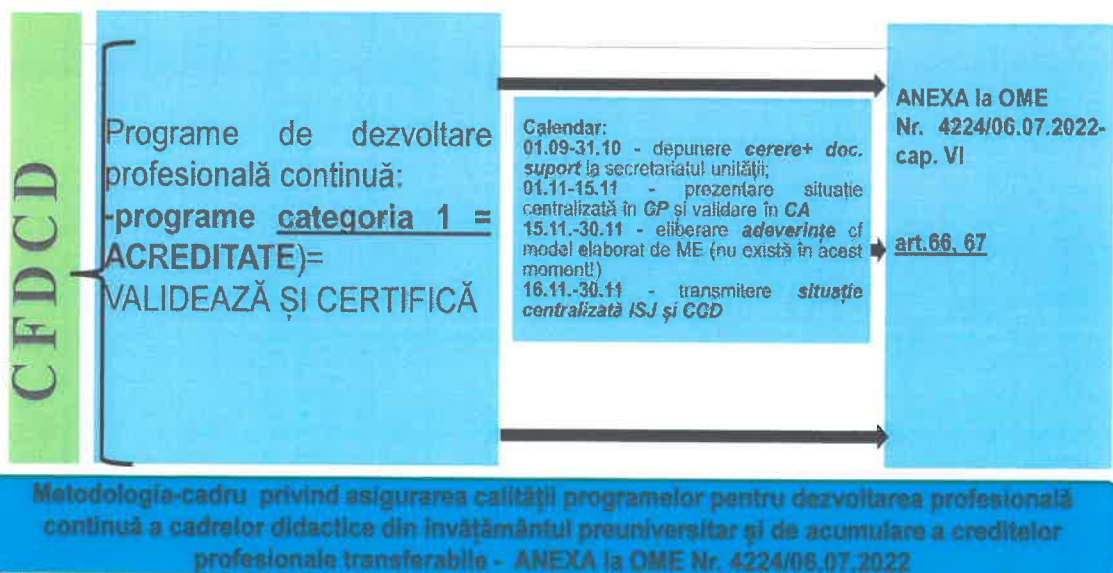 CFDCD
Programe de dezvoltare
profesională continuă:
-programe categoria 1 =
ACREDITATE)=
VALIDEAZĂ ȘI CERTIFICĂ
Calendar:
01.09-31.10 - depunere cerere+ doc.
suport la secretariatul unității;
01.11-15.11 - prezentare situație
centralizată în CP și validare în CA
15.11.-30.11 - eliberare adeverințe cf
model elaborat de ME (nu există în acest
moment!)
16.11.-30.11 - transmitere situație
centralizată ISJ și CCD
ANEXA la OME
Nr. 4224/06.07.2022-
cap. VI
art.66, 67
Metodologia-cadru privind asigurarea calității programelor pentru dezvoltarea profesională
continuă a cadrelor didactice din învățământul preuniversitar și de acumulare a creditelor
profesionale transferabile - ANEXA la OME Nr. 4224/06.07.2022